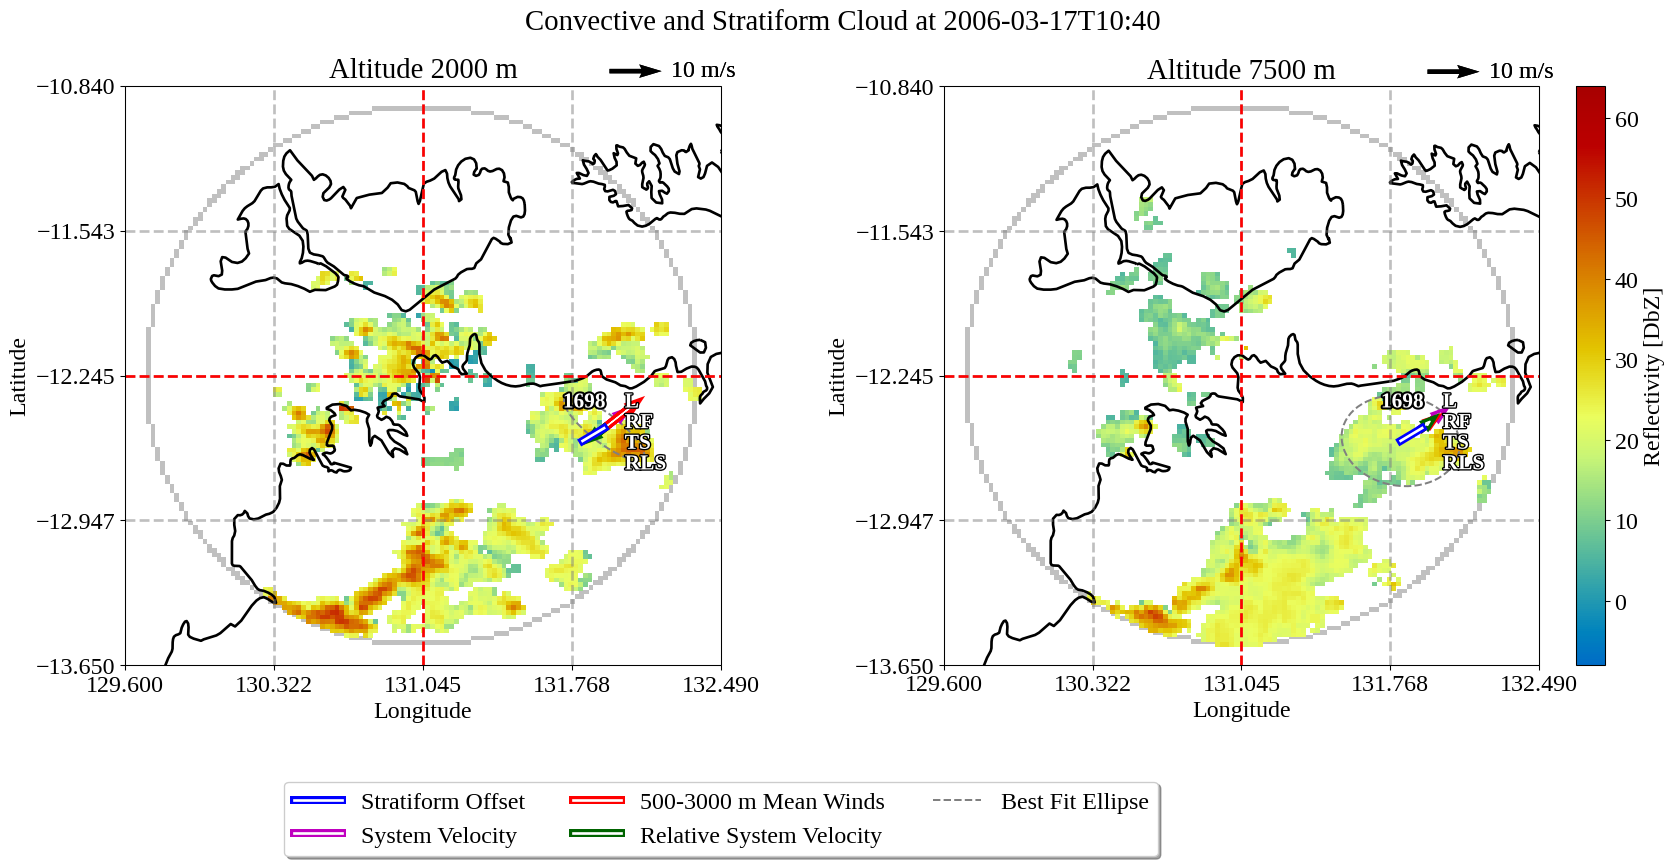 Convective and Stratiform Cloud at 2006-03-17T10:40
Altitude 2000 m
10 m/s
−10.840
−11.543
−12.245
−12.947
−13.650
Latitude
129.600
130.322
131.045
131.768
132.490
Longitude
1698
L
RF
TS
RLS
Altitude 7500 m
10 m/s
−10.840
−11.543
−12.245
−12.947
−13.650
Latitude
129.600
130.322
131.045
131.768
132.490
Longitude
1698
L
RF
TS
RLS
60
50
40
30
20
10
0
Reflectivity [DbZ]
Stratiform Offset
System Velocity
500-3000 m Mean Winds
Relative System Velocity
Best Fit Ellipse